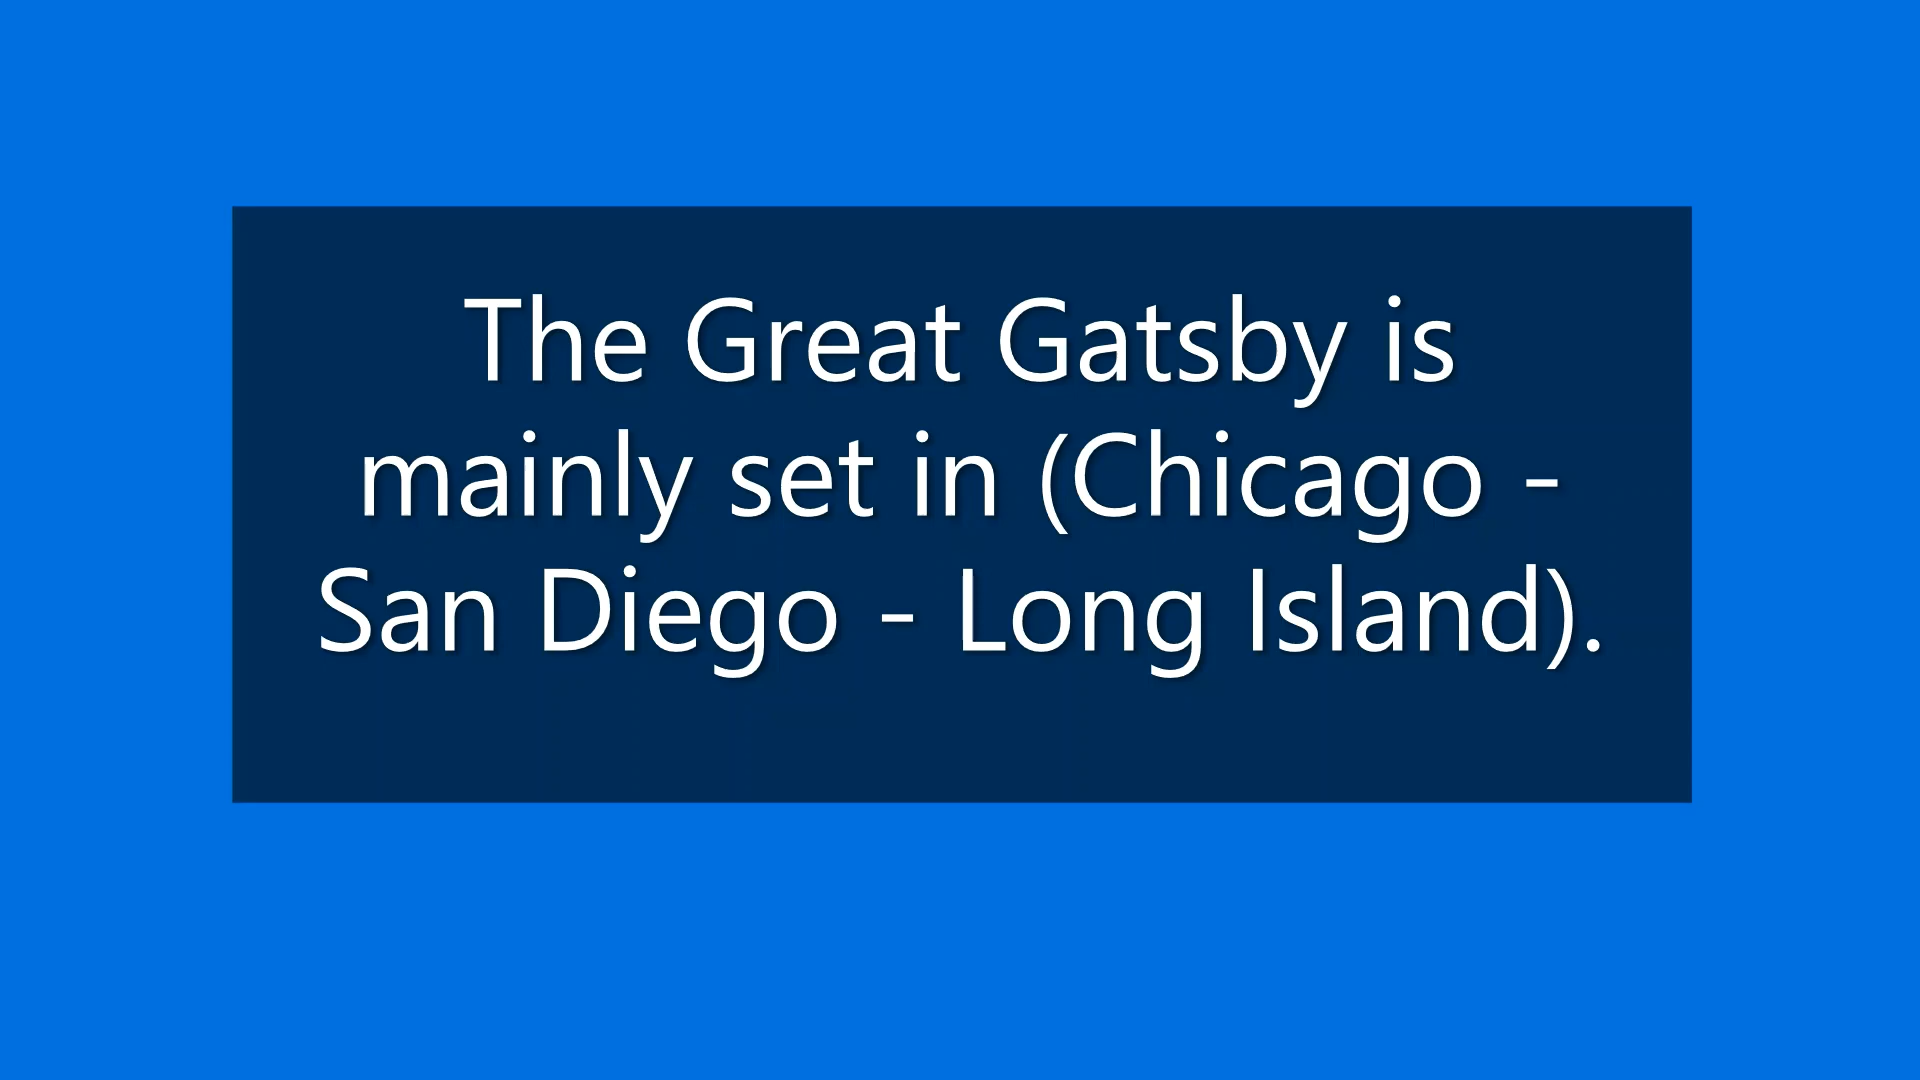 The Great Gatsby is
mainly set in (Chicago -
San Diego - Long Island).